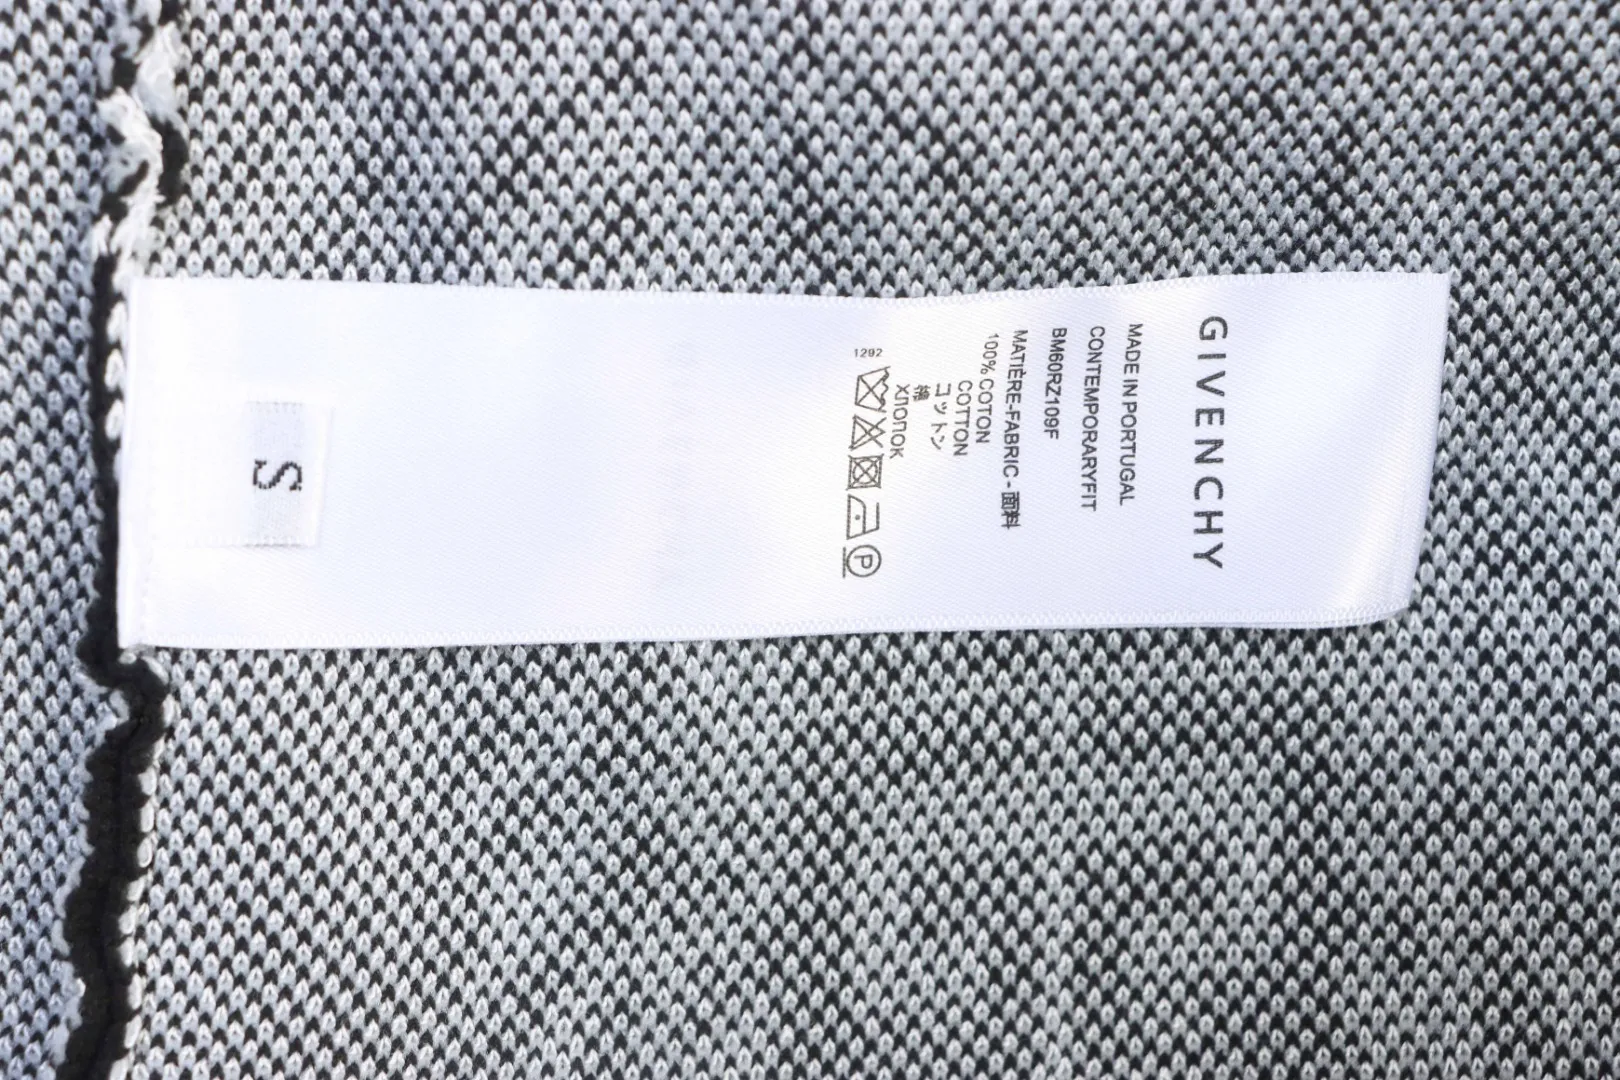 GIVENCHY
MADE IN PORTUGAL
CONTEMPORARYFIT
BM60RZ109F
MATIÈRE-FABRIC - 面料
100% COTON
COTTON
コットン
棉
ХЛОПОК
1292
P
S